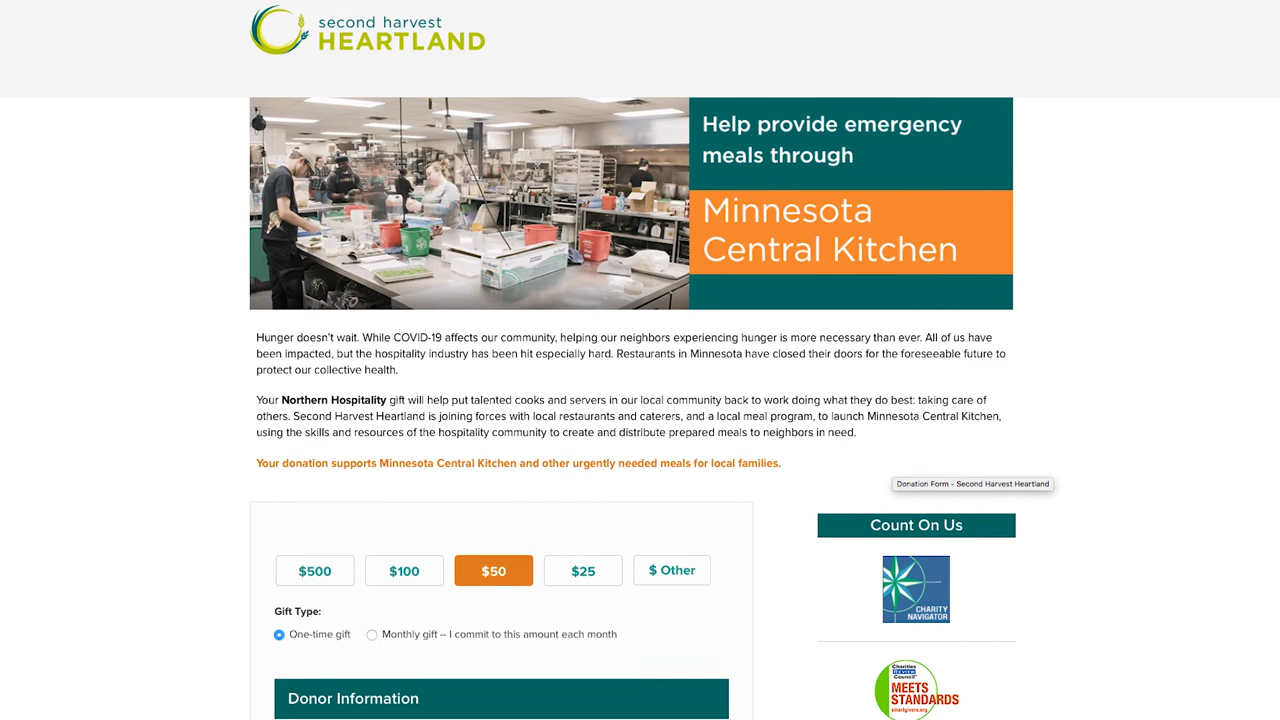 second harvest
HEARTLAND
Help provide emergency
meals through
Minnesota
Central Kitchen
Hunger doesn't wait. While COVID-19 affects our community, helping our neighbors experiencing hunger is more necessary than ever. All of us have
been impacted, but the hospitality industry has been hit especially hard. Restaurants in Minnesota have closed their doors for the foreseeable future to
protect our collective health.
Your Northern Hospitality gift will help put talented cooks and servers in our local community back to work doing what they do best: taking care of
others. Second Harvest Heartland is joining forces with local restaurants and caterers, and a local meal program, to launch Minnesota Central Kitchen,
using the skills and resources of the hospitality community to create and distribute prepared meals to neighbors in need.
Your donation supports Minnesota Central Kitchen and other urgently needed meals for local families.
Donation Form - Second Harvest Heartland
$500
$100
$50
$25
$ Other
Gift Type:
One-time gift
Monthly gift -- I commit to this amount each month
Donor Information
Count On Us
CHARITY
NAVIGATOR
Charities
REVIEW
Council
MEETS
STANDARDS
smartgivers.org